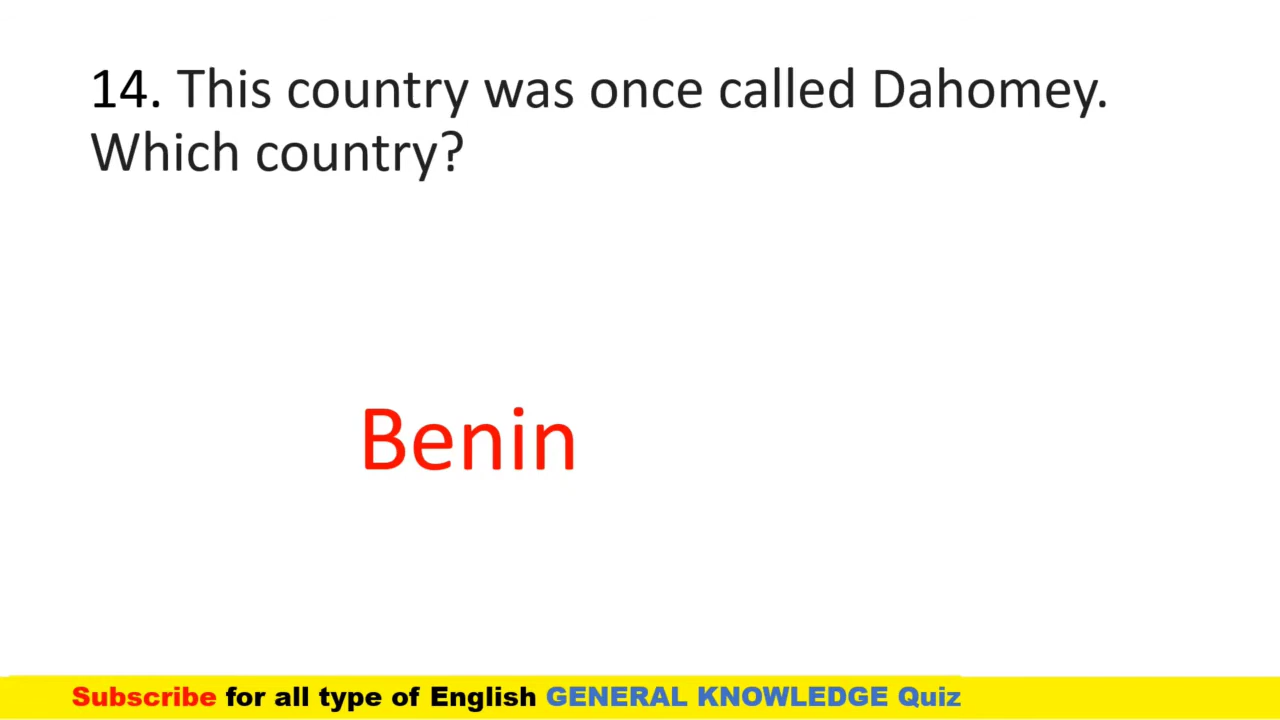 14. This country was once called Dahomey.
Which country?
Benin
Subscribe for all type of English GENERAL KNOWLEDGE Quiz